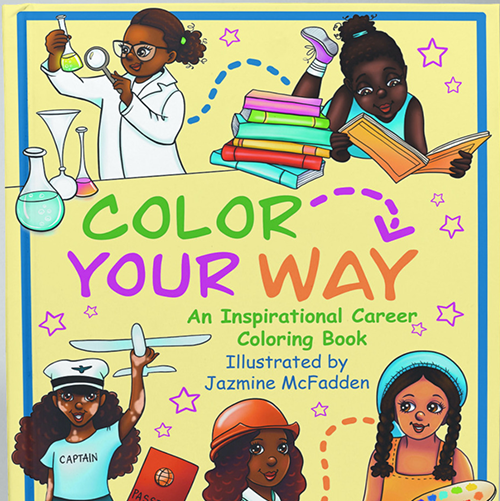 COLOR
YOUR WAY
An Inspirational Career
Coloring Book
Illustrated by
Jazmine McFadden
CAPTAIN